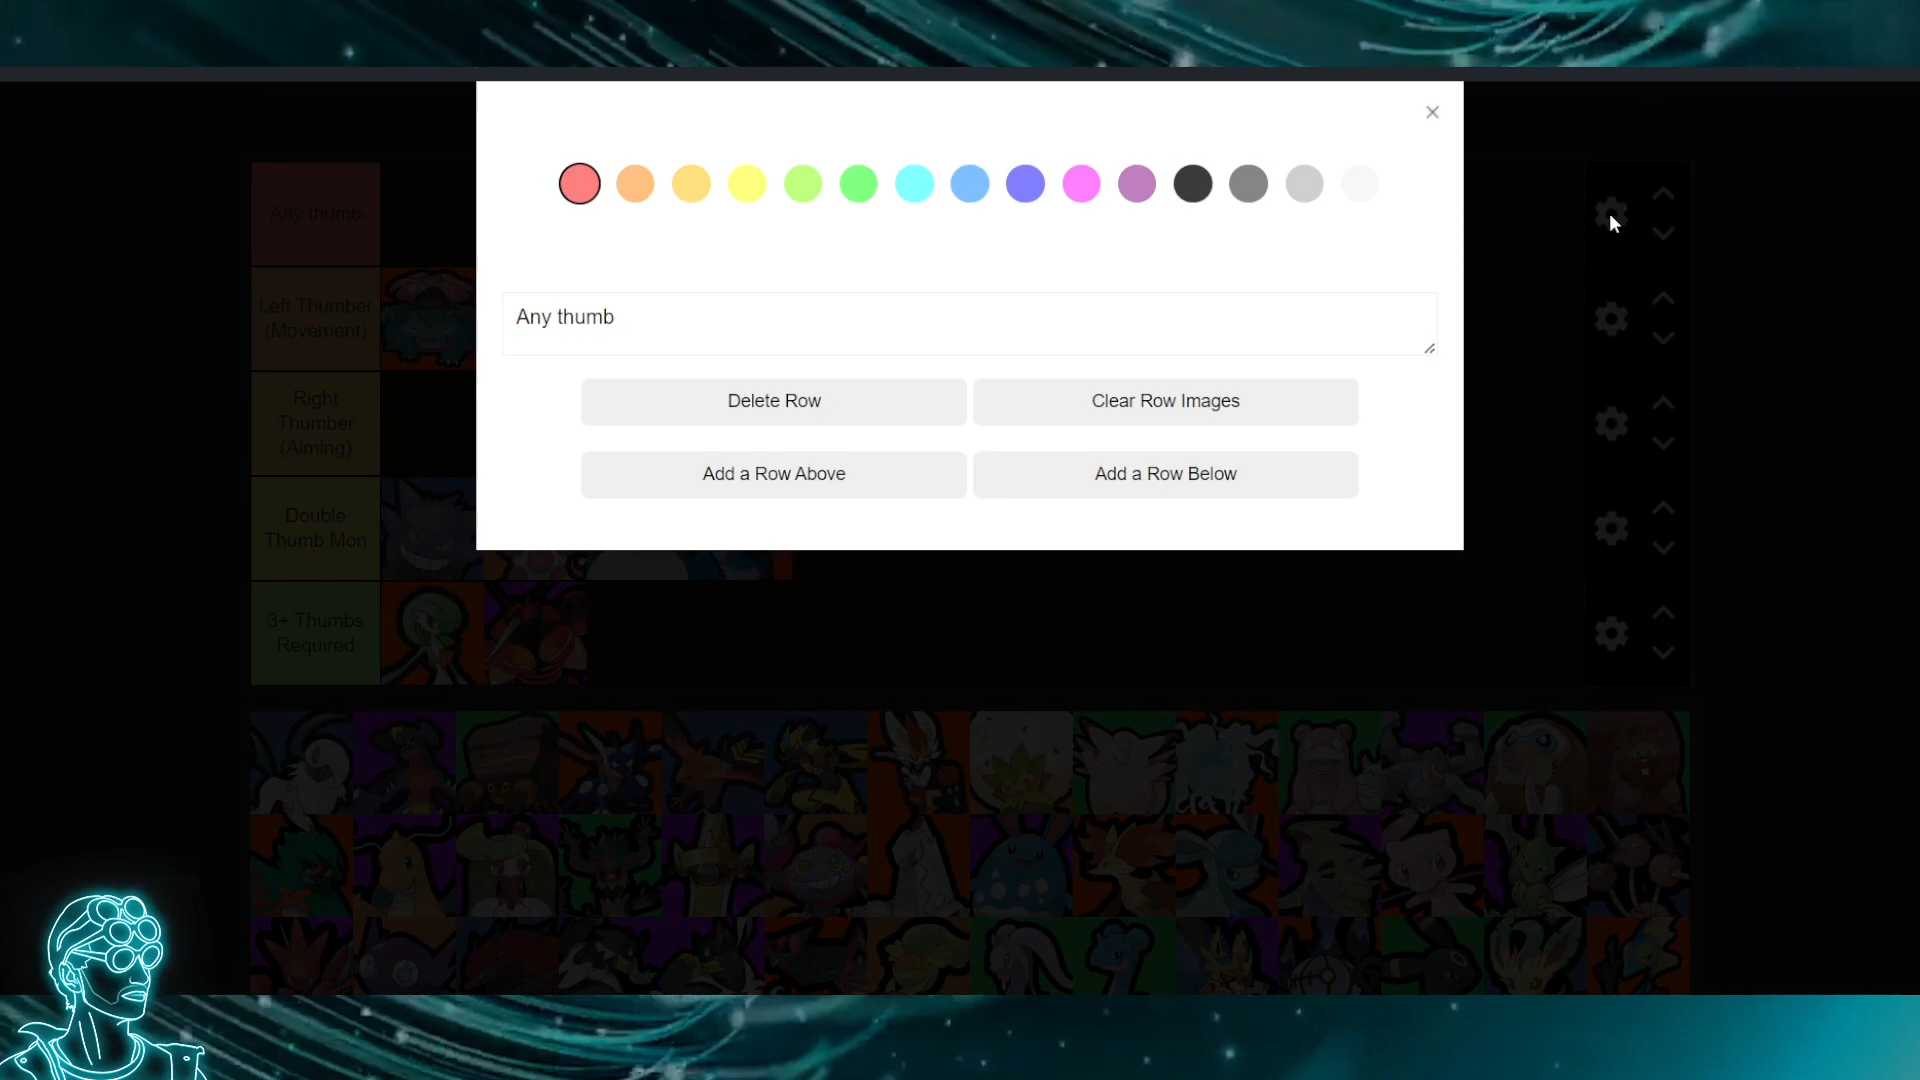 Any thumb
Left Thumber
(Movement)
Right
Thumber
(Aiming)
Double
Thumb Mon
3+ Thumbs
Required
Any thumb
Delete Row
Clear Row Images
Add a Row Above
Add a Row Below